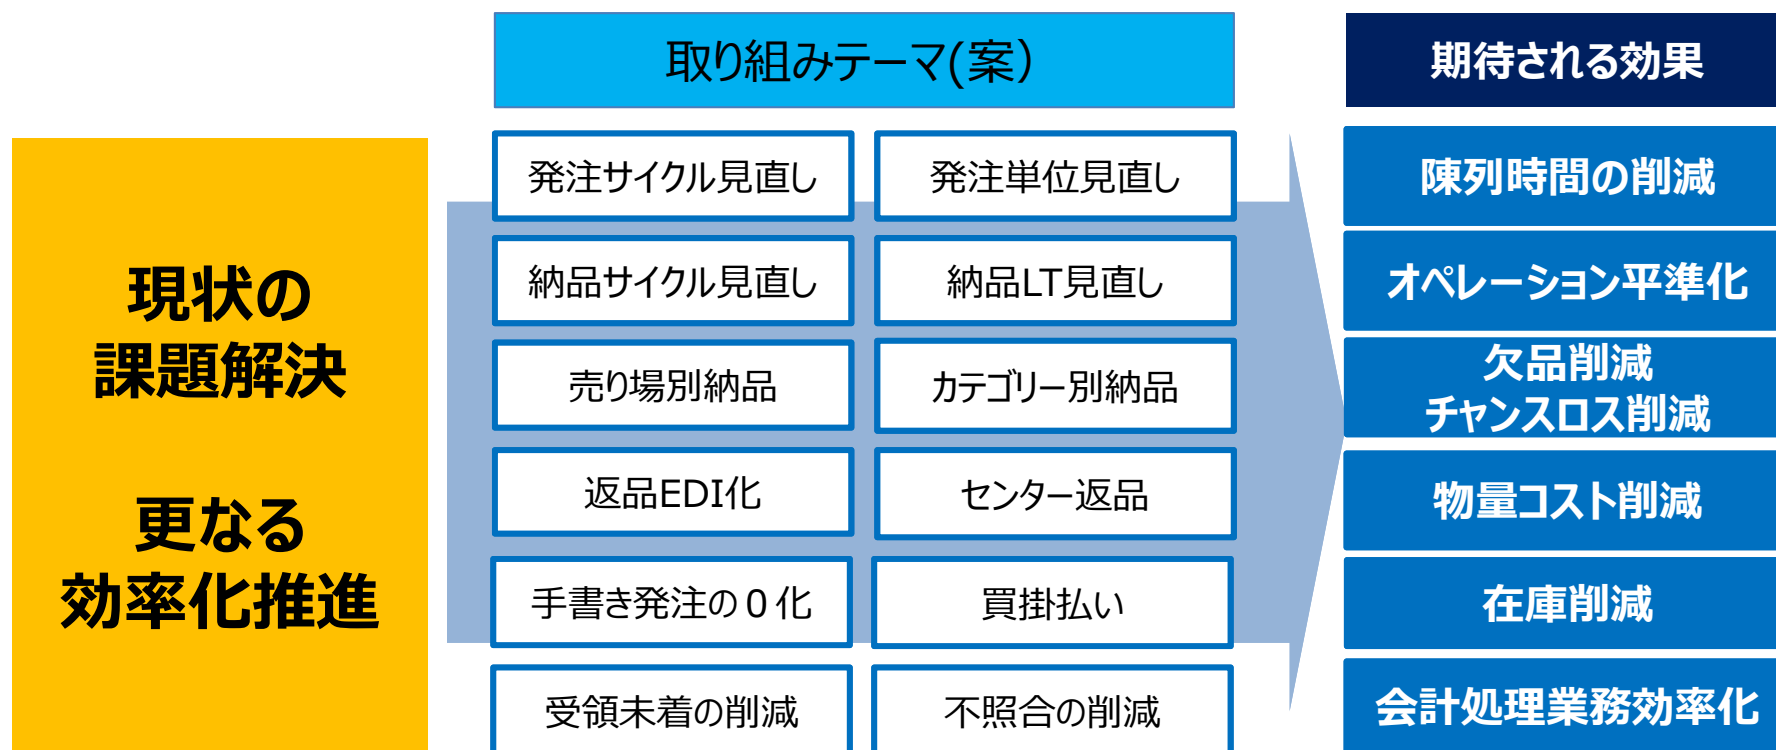 取り組みテーマ(案）
期待される効果
現状の
課題解決
更なる
効率化推進
発注サイクル見直し
発注単位見直し
納品サイクル見直し
納品LT見直し
売り場別納品
カテゴリー別納品
返品EDI化
センター返品
手書き発注の０化
買掛払い
受領未着の削減
不照合の削減
陳列時間の削減
オペレーション平準化
欠品削減
チャンスロス削減
物量コスト削減
在庫削減
会計処理業務効率化